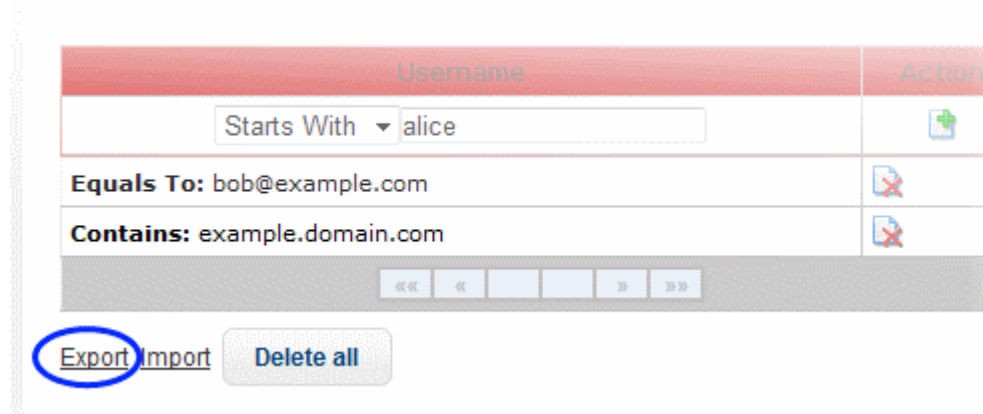 Username Action
Starts With alice
Equals To: bob@example.com
Contains: example.domain.com
«« « » »»
Export Import Delete all